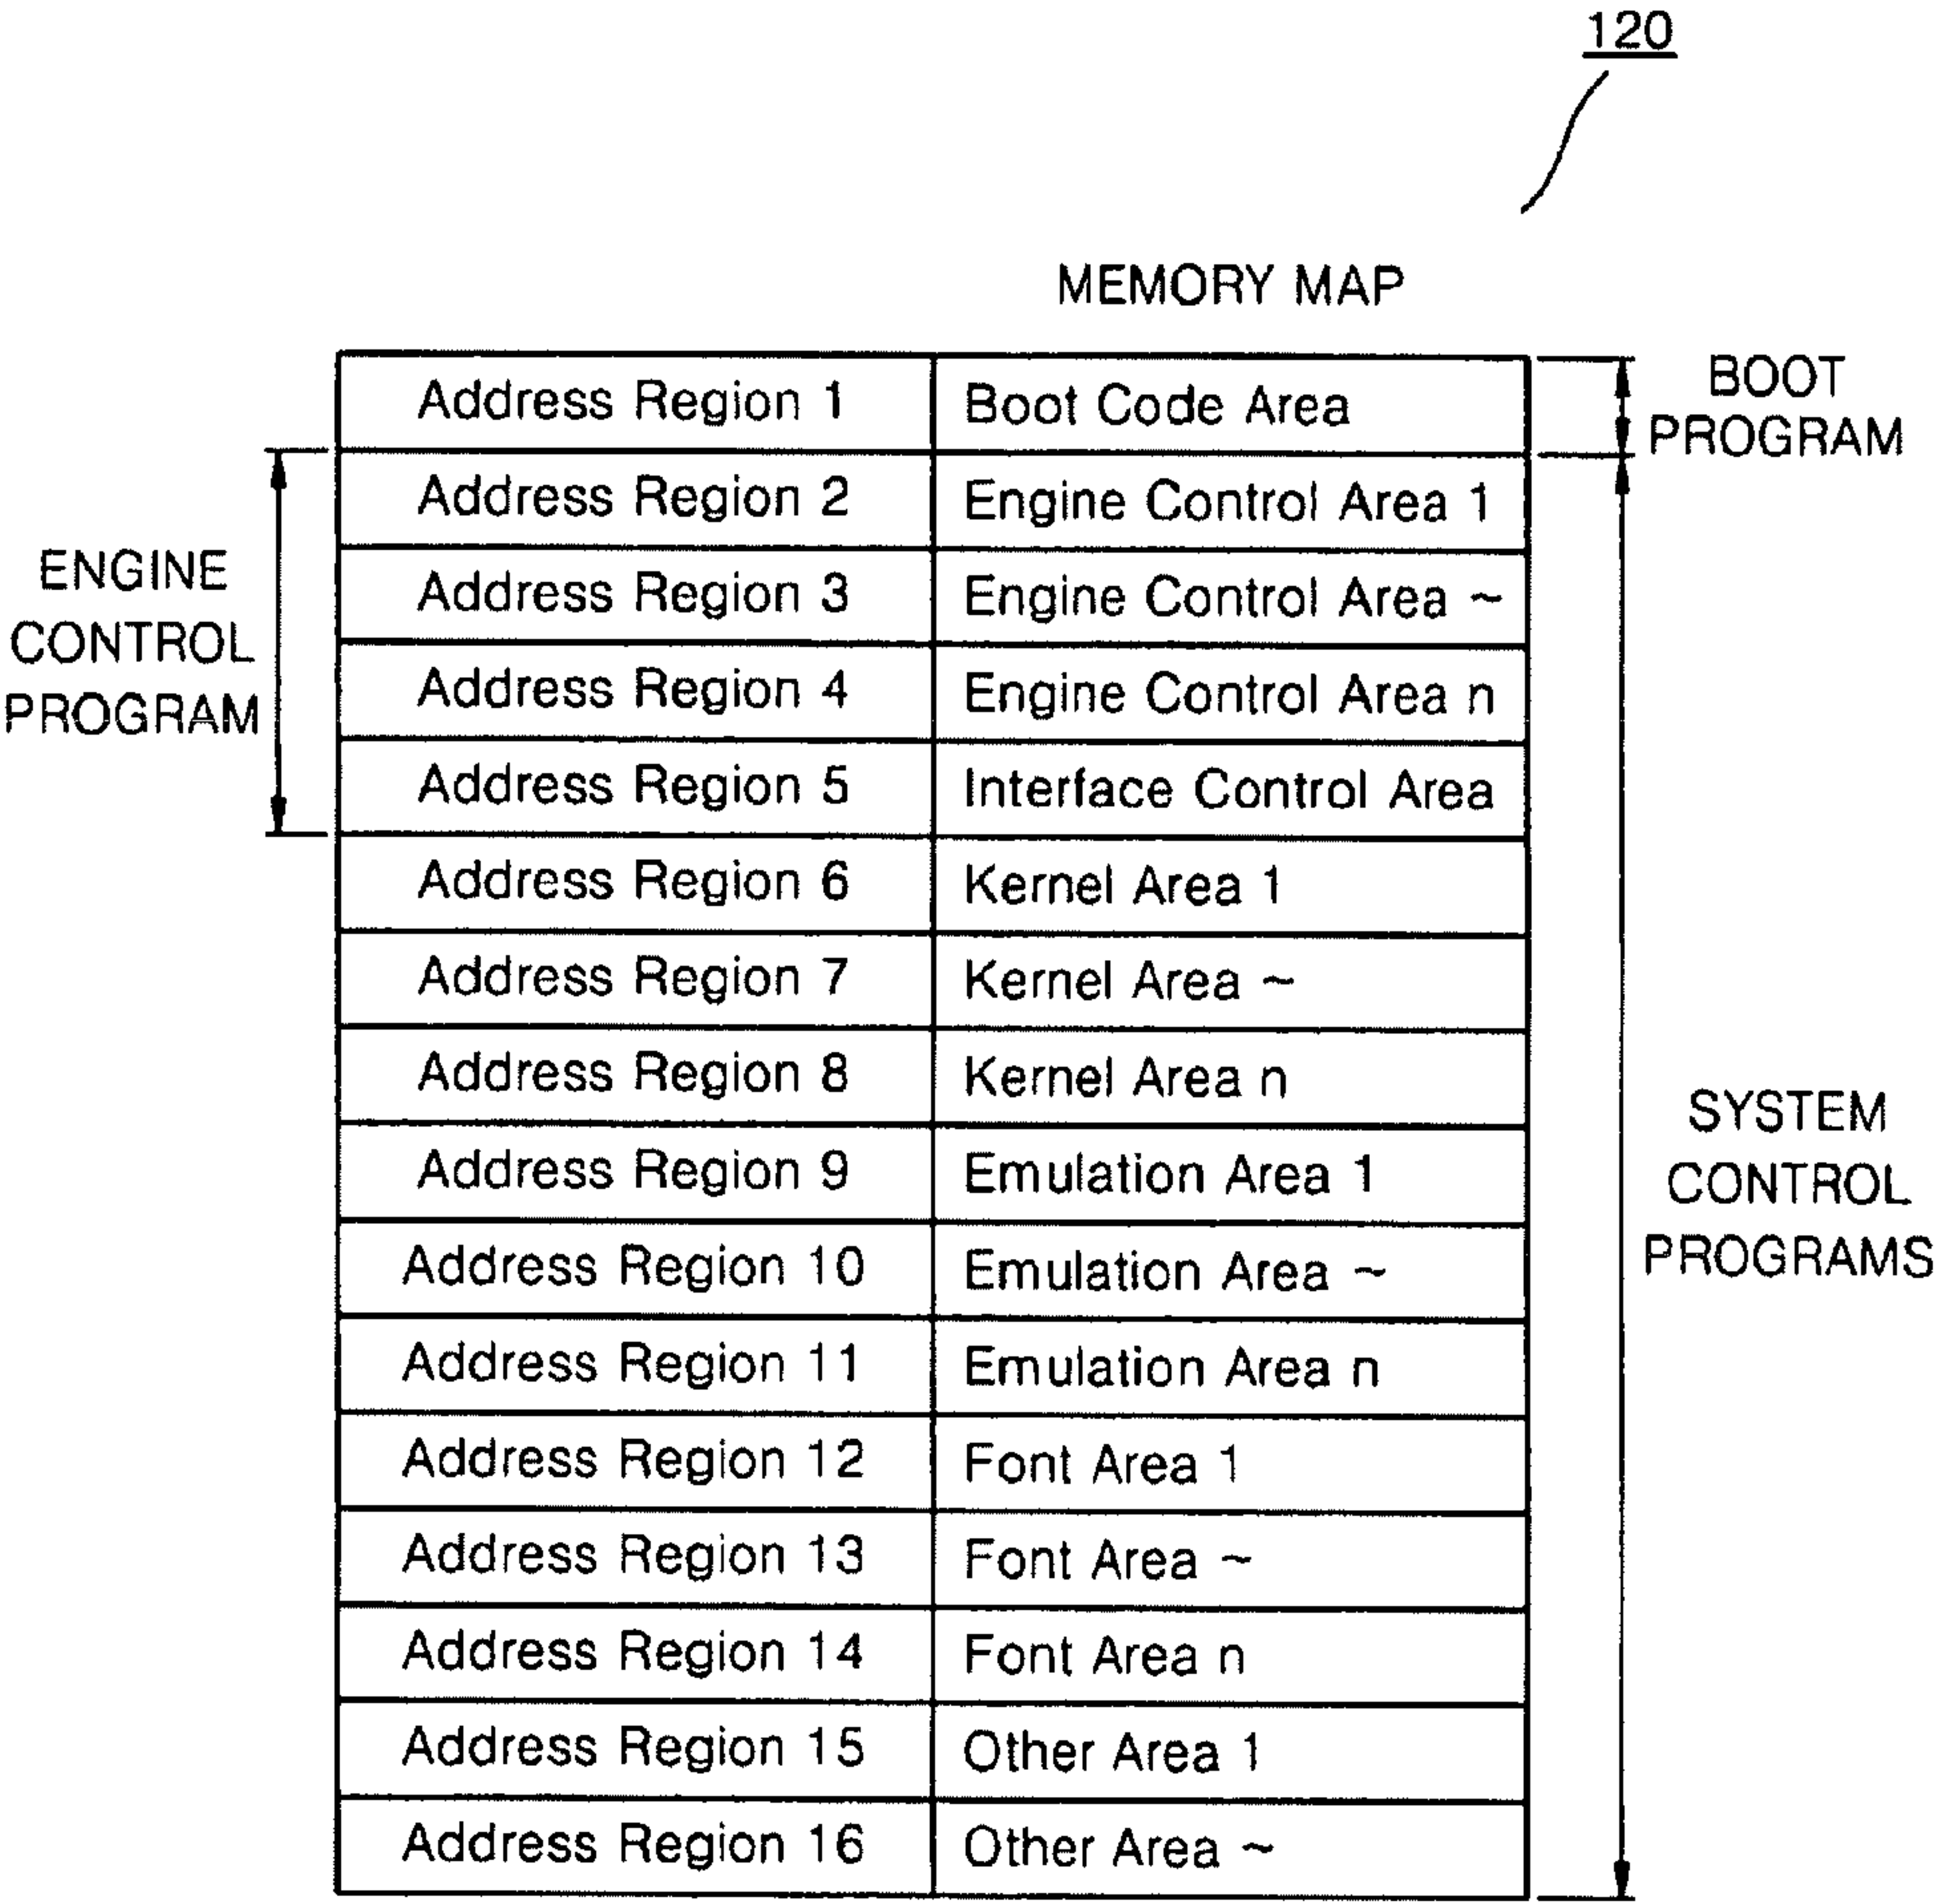 120
MEMORY MAP
Address Region 1 Boot Code Area
Address Region 2 Engine Control Area 1
Address Region 3 Engine Control Area ~
Address Region 4 Engine Control Area n
Address Region 5 Interface Control Area
Address Region 6 Kernel Area 1
Address Region 7 Kernel Area ~
Address Region 8 Kernel Area n
Address Region 9 Emulation Area 1
Address Region 10 Emulation Area ~
Address Region 11 Emulation Area n
Address Region 12 Font Area 1
Address Region 13 Font Area ~
Address Region 14 Font Area n
Address Region 15 Other Area 1
Address Region 16 Other Area ~
ENGINE
CONTROL
PROGRAM
BOOT
PROGRAM
SYSTEM
CONTROL
PROGRAMS